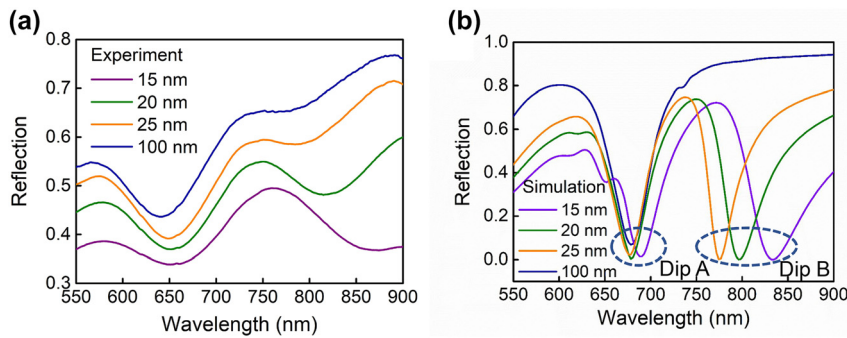 (a)
0.8
0.7
0.6
0.5
0.4
0.3
Reflection
Experiment
15 nm
20 nm
25 nm
100 nm
550 600 650 700 750 800 850 900
Wavelength (nm)
(b)
1.0
0.8
0.6
0.4
0.2
0.0
Reflection
Simulation
15 nm
20 nm
25 nm
100 nm
Dip A
Dip B
550 600 650 700 750 800 850 900
Wavelength (nm)